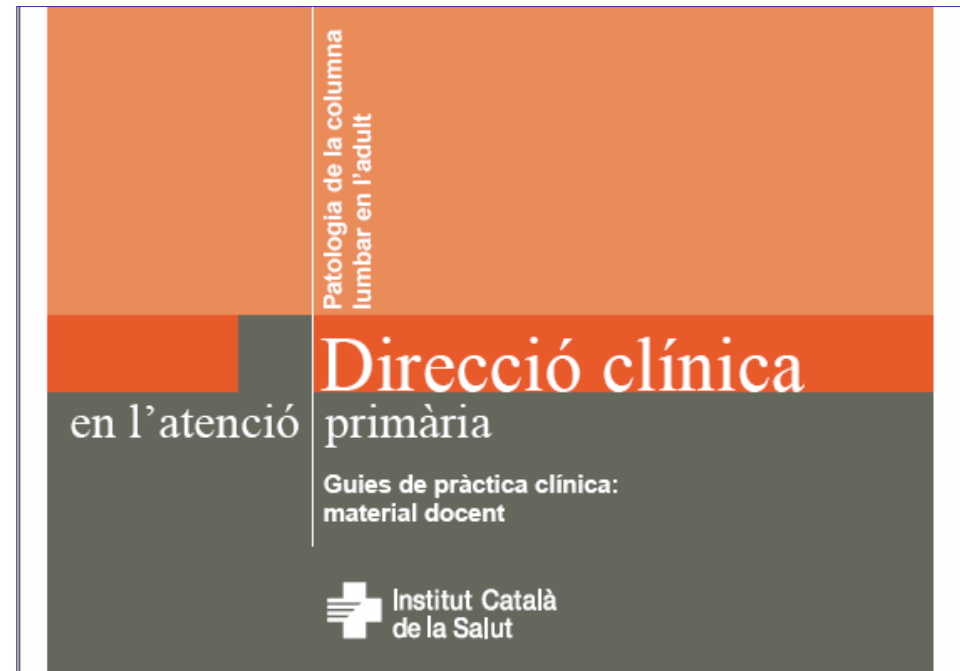 Patologia de la columna
lumbar en l’adult
Direcció clínica
en l’atenció primària
Guies de pràctica clínica:
material docent
Institut Català
de la Salut